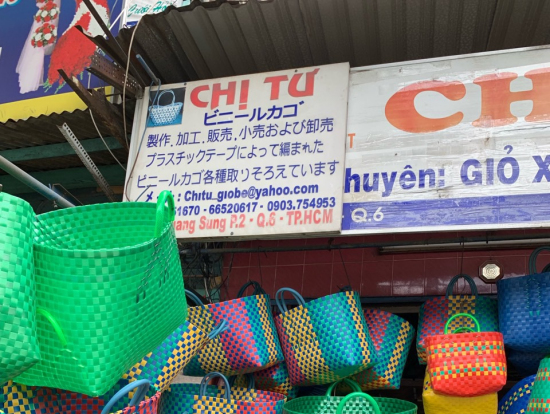 CHỊ TƯ
ビニールカゴ
製作、加工、販売、小売および卸売
プラスチックテープによって編まれた
ビニールカゴ各種取りそろえています
Chitu_globe@yahoo.com
61670 - 66520617 - 0903.754953
ang Sung P.2 - Q.6 - TP.HCM
CH
huyên: GIỎ X
Q.6